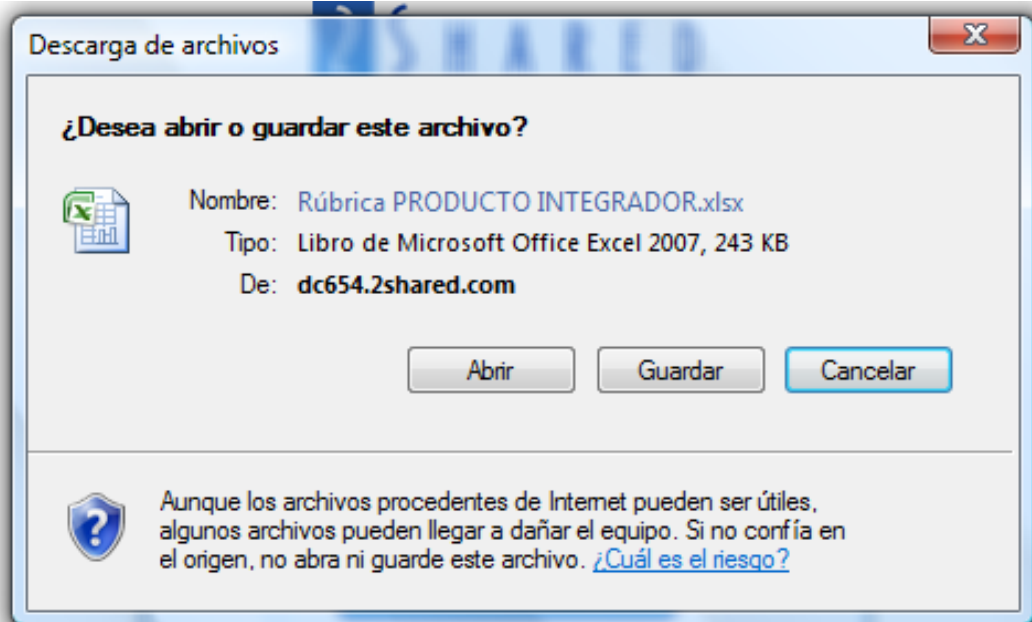 SHARED
Descarga de archivos
¿Desea abrir o guardar este archivo?
Nombre: Rúbrica PRODUCTO INTEGRADOR.xlsx
Tipo: Libro de Microsoft Office Excel 2007, 243 KB
De: dc654.2shared.com
Abrir Guardar Cancelar
Aunque los archivos procedentes de Internet pueden ser útiles,
algunos archivos pueden llegar a dañar el equipo. Si no confía en
el origen, no abra ni guarde este archivo. ¿Cuál es el riesgo?